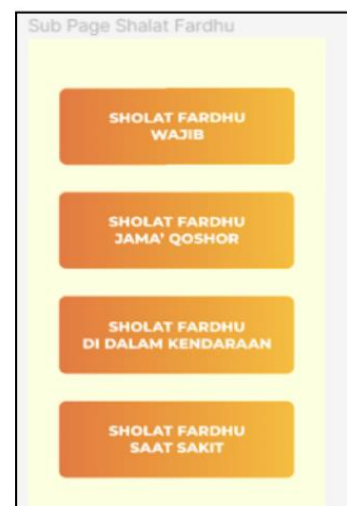 Sub Page Shalat Fardhu
SHOLAT FARDHU
WAJIB
SHOLAT FARDHU
JAMA' QOSHOR
SHOLAT FARDHU
DI DALAM KENDARAAN
SHOLAT FARDHU
SAAT SAKIT